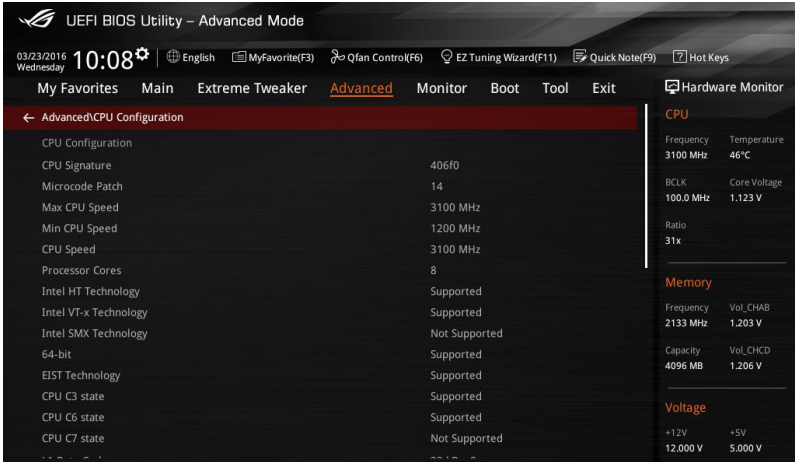 UEFI BIOS Utility – Advanced Mode
03/23/2016
Wednesday
10:08
English
MyFavorite(F3)
Qfan Control(F6)
EZ Tuning Wizard(F11)
Quick Note(F9)
? Hot Keys
My Favorites Main Extreme Tweaker Advanced Monitor Boot Tool Exit
← Advanced\CPU Configuration
CPU Configuration
CPU Signature 406f0
Microcode Patch 14
Max CPU Speed 3100 MHz
Min CPU Speed 1200 MHz
CPU Speed 3100 MHz
Processor Cores 8
Intel HT Technology Supported
Intel VT-x Technology Supported
Intel SMX Technology Not Supported
64-bit Supported
EIST Technology Supported
CPU C3 state Supported
CPU C6 state Supported
CPU C7 state Not Supported
Hardware Monitor
CPU
Frequency Temperature
3100 MHz 46°C
BCLK Core Voltage
100.0 MHz 1.123 V
Ratio
31x
Memory
Frequency Vol_CHAB
2133 MHz 1.203 V
Capacity Vol_CHCD
4096 MB 1.206 V
Voltage
+12V +5V
12.000 V 5.000 V